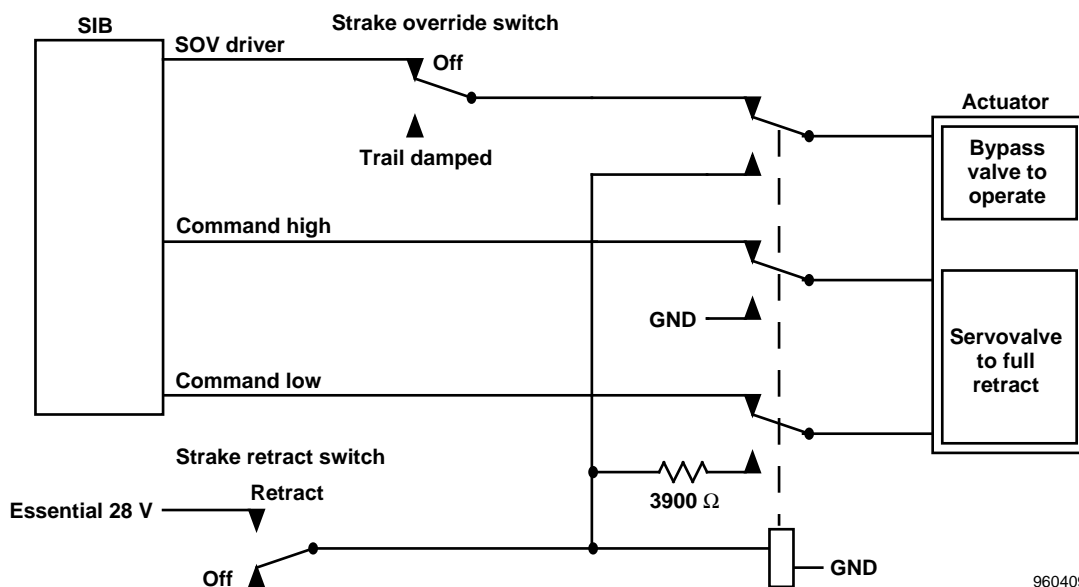 SIB
Strake override switch
SOV driver
Off
Trail damped
Actuator
Bypass
valve to
operate
Command high
GND
Servovalve
to full
retract
Command low
Strake retract switch
Retract
3900 Ω
Essential 28 V
Off
GND
960409